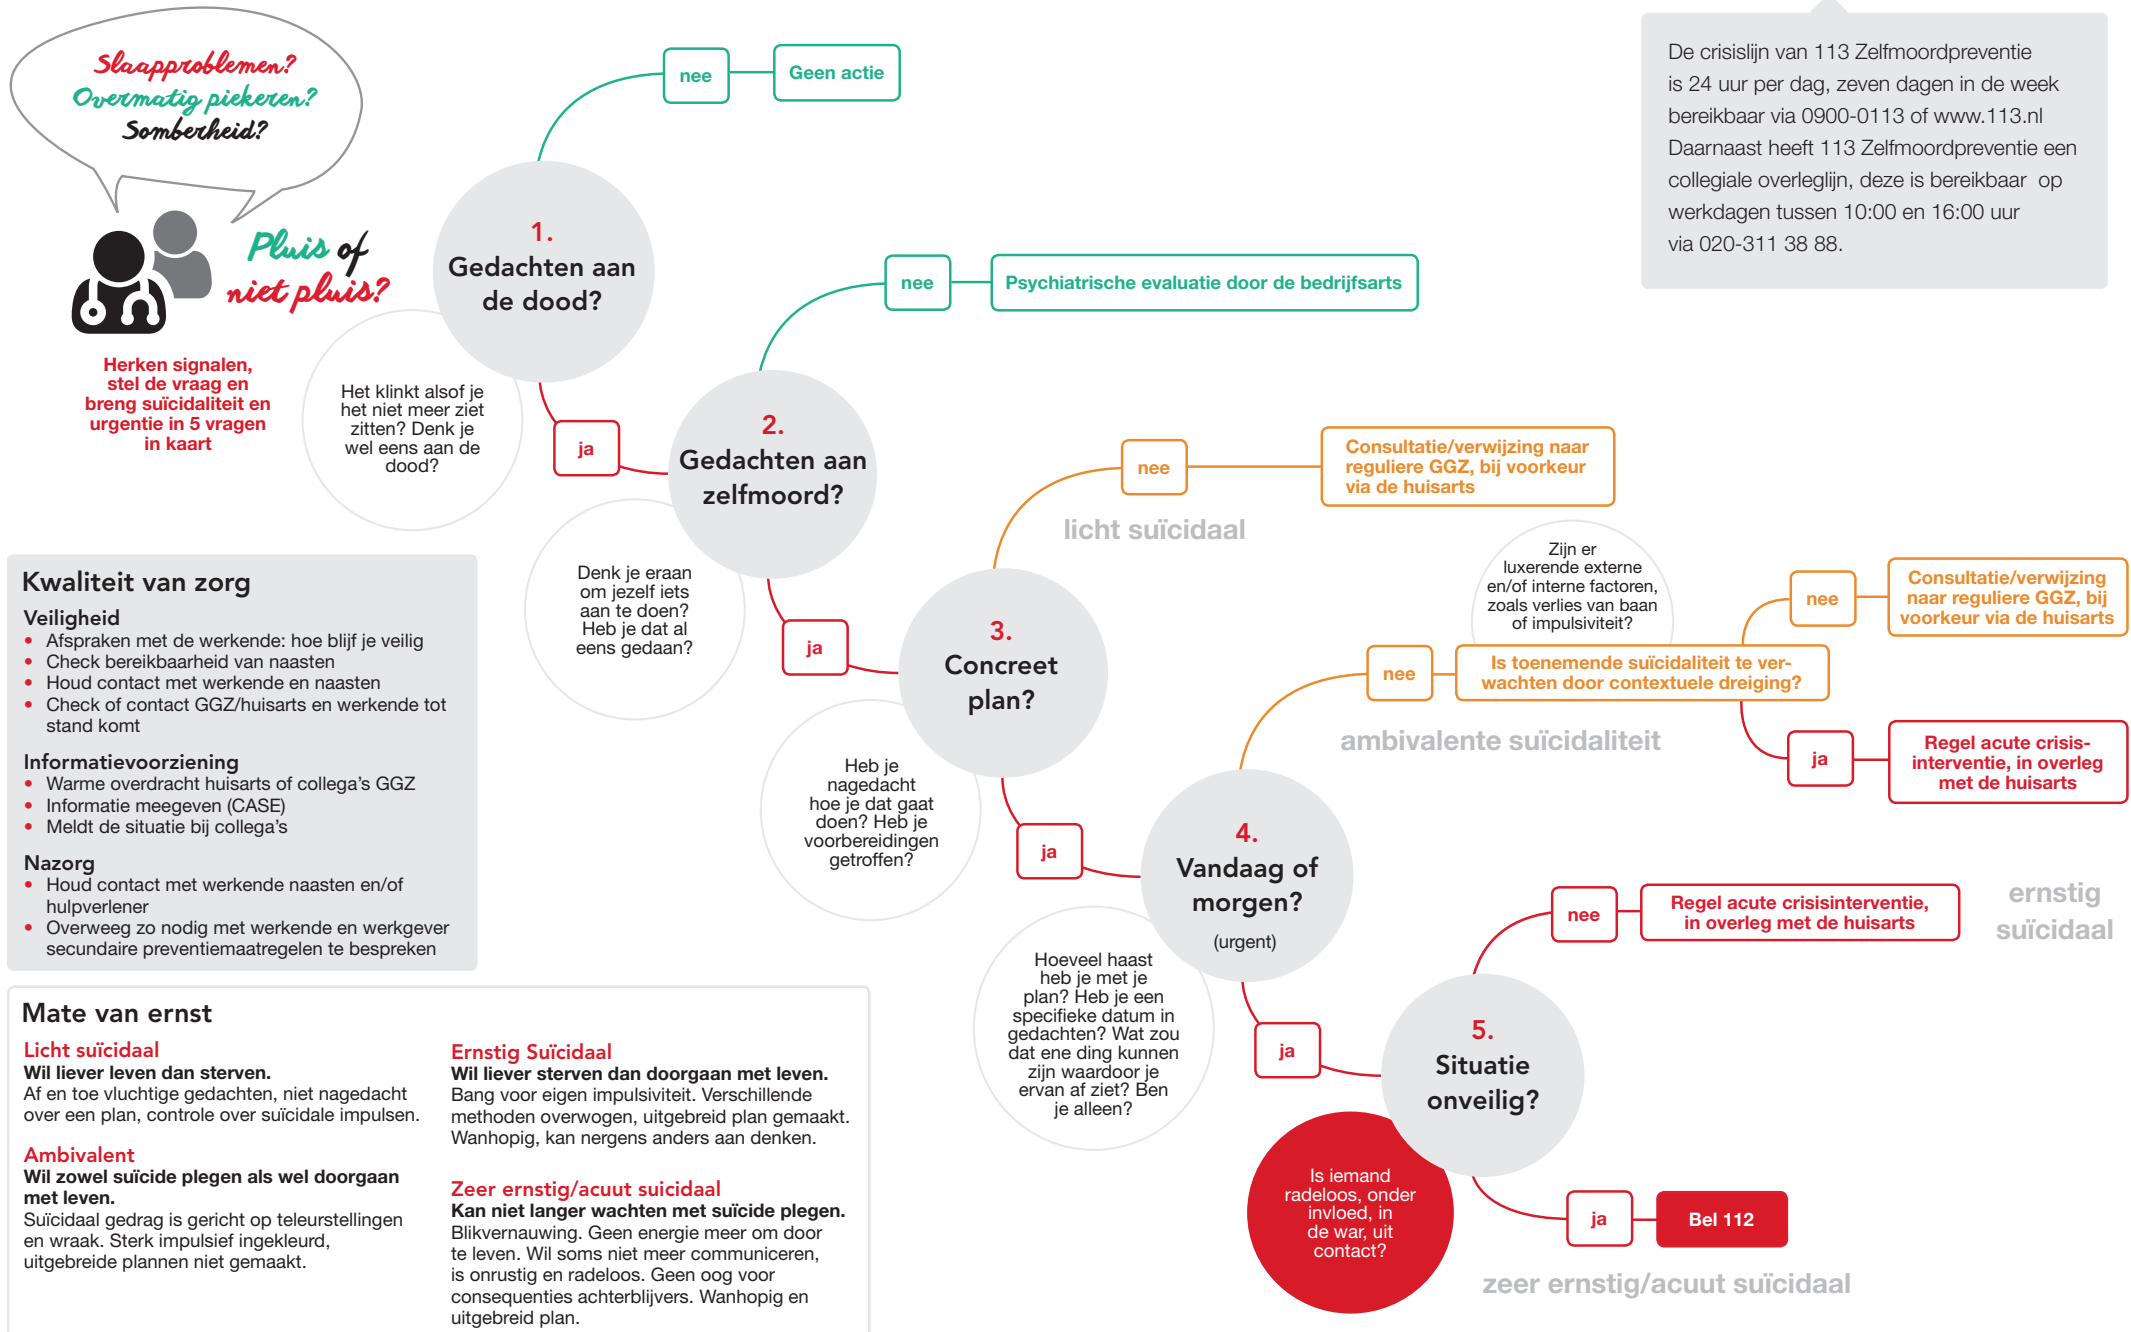 Slaapproblemen?
Overmatig piekeren?
Somberheid?
Pluis of
niet pluis?
Herken signalen,
stel de vraag en
breng suïcidaliteit en
urgentie in 5 vragen
in kaart
nee
Geen actie
1.
Gedachten aan
de dood?
Het klinkt alsof je
het niet meer ziet
zitten? Denk je
wel eens aan de
dood?
ja
nee
Psychiatrische evaluatie door de bedrijfsarts
2.
Gedachten aan
zelfmoord?
Denk je eraan
om jezelf iets
aan te doen?
Heb je dat al
eens gedaan?
ja
nee
Consultatie/verwijzing naar
reguliere GGZ, bij voorkeur
via de huisarts
licht suïcidaal
3.
Concreet
plan?
Heb je
nagedacht
hoe je dat gaat
doen? Heb je
voorbereidingen
getroffen?
ja
nee
Zijn er
luxerende externe
en/of interne factoren,
zoals verlies van baan
of impulsiviteit?
Is toenemende suïcidaliteit te ver-
wachten door contextuele dreiging?
nee
Consultatie/verwijzing
naar reguliere GGZ, bij
voorkeur via de huisarts
ja
Regel acute crisis-
interventie, in overleg
met de huisarts
ambivalente suïcidaliteit
4.
Vandaag of
morgen?
(urgent)
Hoeveel haast
heb je met je
plan? Heb je een
specifieke datum in
gedachten? Wat zou
dat ene ding kunnen
zijn waardoor je
ervan af ziet? Ben
je alleen?
ja
nee
Regel acute crisisinterventie,
in overleg met de huisarts
ernstig
suïcidaal
5.
Situatie
onveilig?
Is iemand
radeloos, onder
invloed, in
de war, uit
contact?
ja
Bel 112
zeer ernstig/acuut suïcidaal
De crisislijn van 113 Zelfmoordpreventie
is 24 uur per dag, zeven dagen in de week
bereikbaar via 0900-0113 of www.113.nl
Daarnaast heeft 113 Zelfmoordpreventie een
collegiale overleglijn, deze is bereikbaar op
werkdagen tussen 10:00 en 16:00 uur
via 020-311 38 88.
Kwaliteit van zorg
Veiligheid
• Afspraken met de werkende: hoe blijf je veilig
• Check bereikbaarheid van naasten
• Houd contact met werkende en naasten
• Check of contact GGZ/huisarts en werkende tot
stand komt
Informatievoorziening
• Warme overdracht huisarts of collega's GGZ
• Informatie meegeven (CASE)
• Meldt de situatie bij collega's
Nazorg
• Houd contact met werkende naasten en/of
hulpverlener
• Overweeg zo nodig met werkende en werkgever
secundaire preventiemaatregelen te bespreken
Mate van ernst
Licht suïcidaal
Wil liever leven dan sterven.
Af en toe vluchtige gedachten, niet nagedacht
over een plan, controle over suïcidale impulsen.
Ambivalent
Wil zowel suïcide plegen als wel doorgaan
met leven.
Suïcidaal gedrag is gericht op teleurstellingen
en wraak. Sterk impulsief ingekleurd,
uitgebreide plannen niet gemaakt.
Ernstig Suïcidaal
Wil liever sterven dan doorgaan met leven.
Bang voor eigen impulsiviteit. Verschillende
methoden overwogen, uitgebreid plan gemaakt.
Wanhopig, kan nergens anders aan denken.
Zeer ernstig/acuut suicidaal
Kan niet langer wachten met suïcide plegen.
Blikvernauwing. Geen energie meer om door
te leven. Wil soms niet meer communiceren,
is onrustig en radeloos. Geen oog voor
consequenties achterblijvers. Wanhopig en
uitgebreid plan.